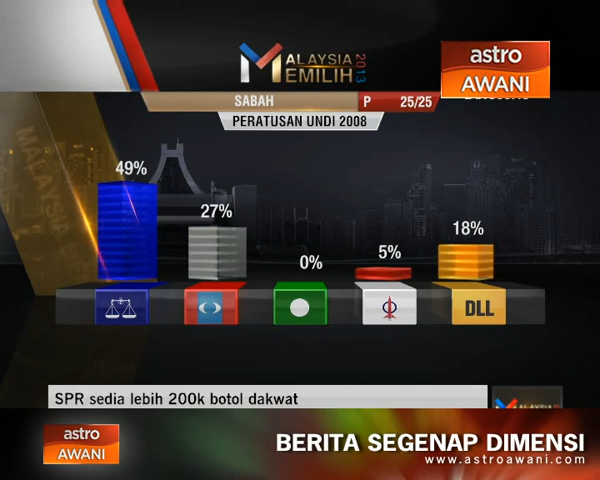 MALAYSIA
MEMILIH 2013
astro
AWANI
SABAH P 25/25
PERATUSAN UNDI 2008
49%
27%
0%
5%
18%
DLL
SPR sedia lebih 200k botol dakwat
astro
AWANI
BERITA SEGENAP DIMENSI
www.astroawani.com